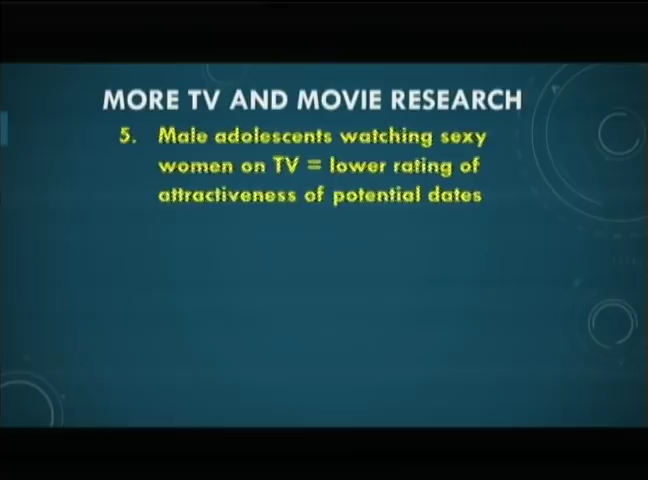 MORE TV AND MOVIE RESEARCH
5. Male adolescents watching sexy
women on TV = lower rating of
attractiveness of potential dates